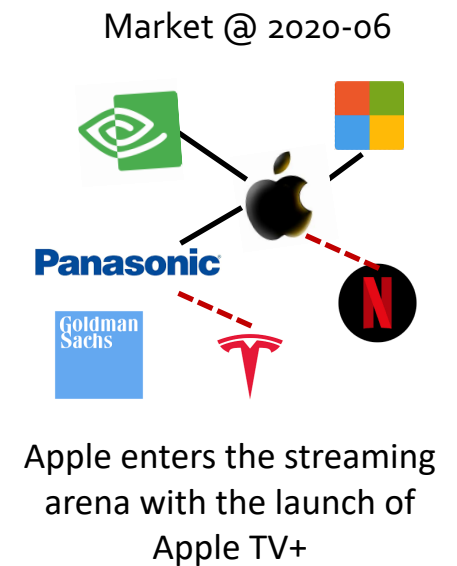 Market @ 2020-06
Panasonic
Goldman
Sachs
N
Apple enters the streaming
arena with the launch of
Apple TV+